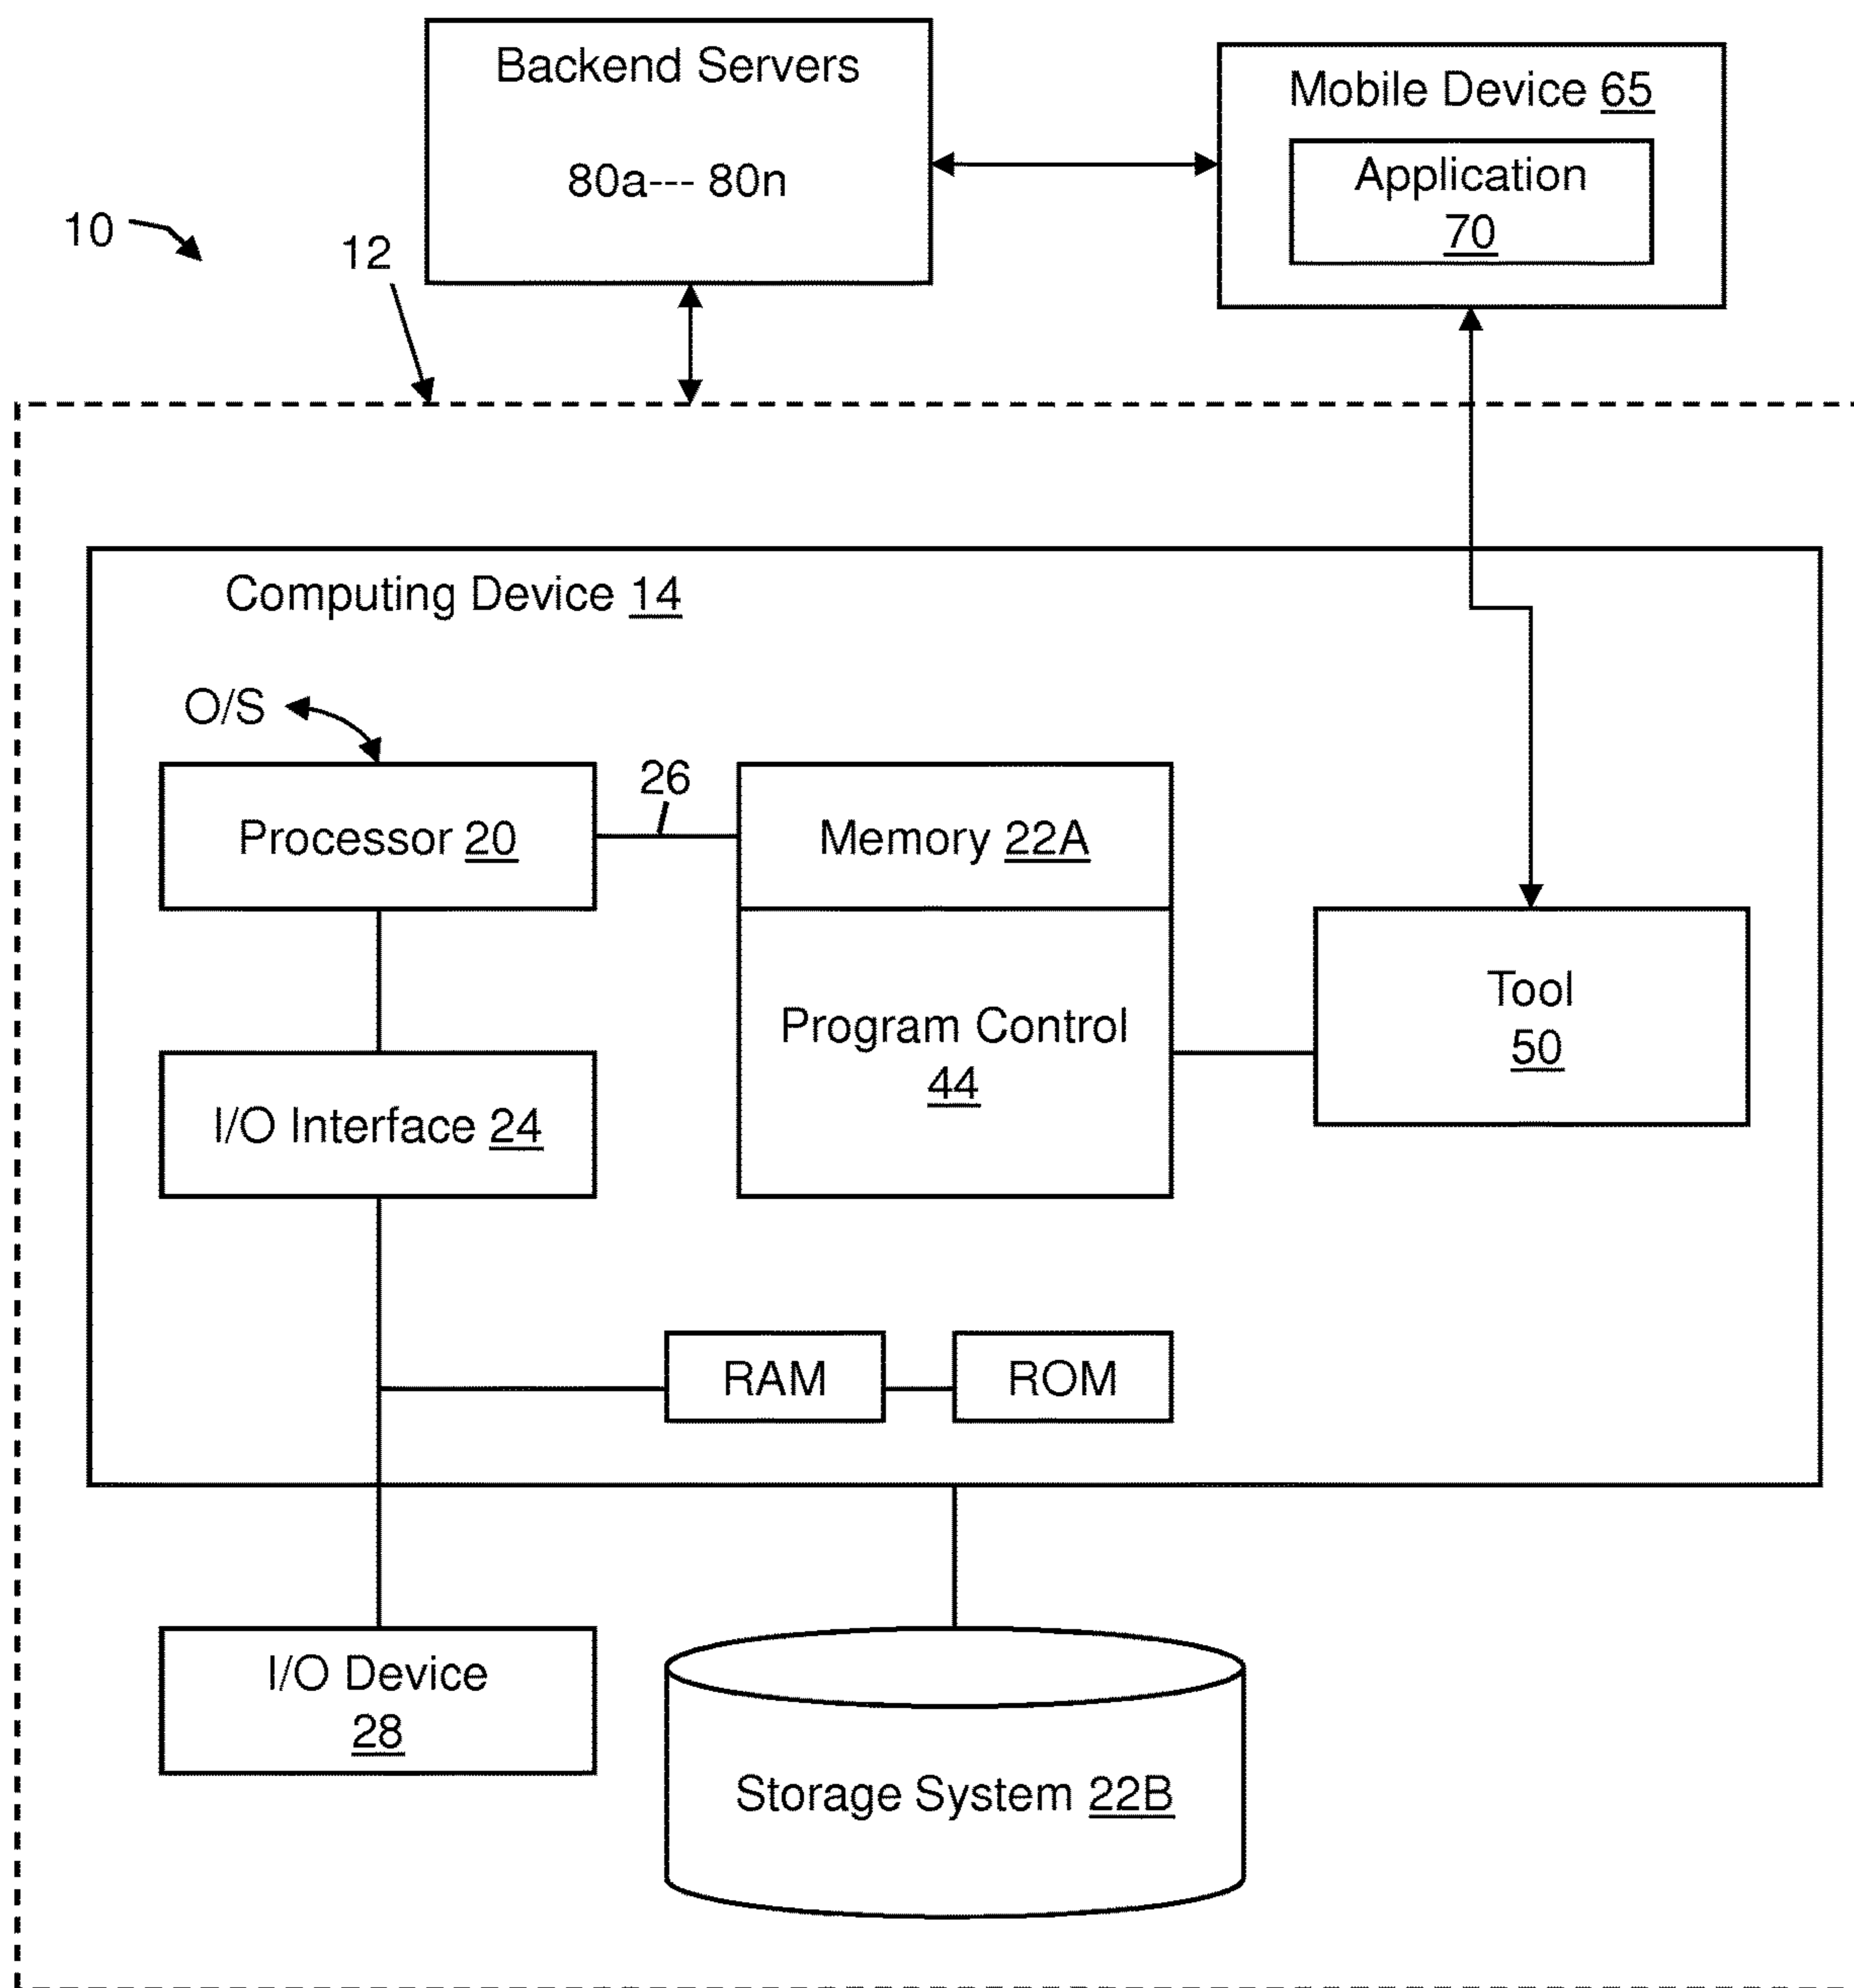 Backend Servers
80a--- 80n
Mobile Device 65
Application
70
10
12
Computing Device 14
O/S
26
Processor 20
Memory 22A
Tool
50
Program Control
44
I/O Interface 24
RAM
ROM
I/O Device
28
Storage System 22B